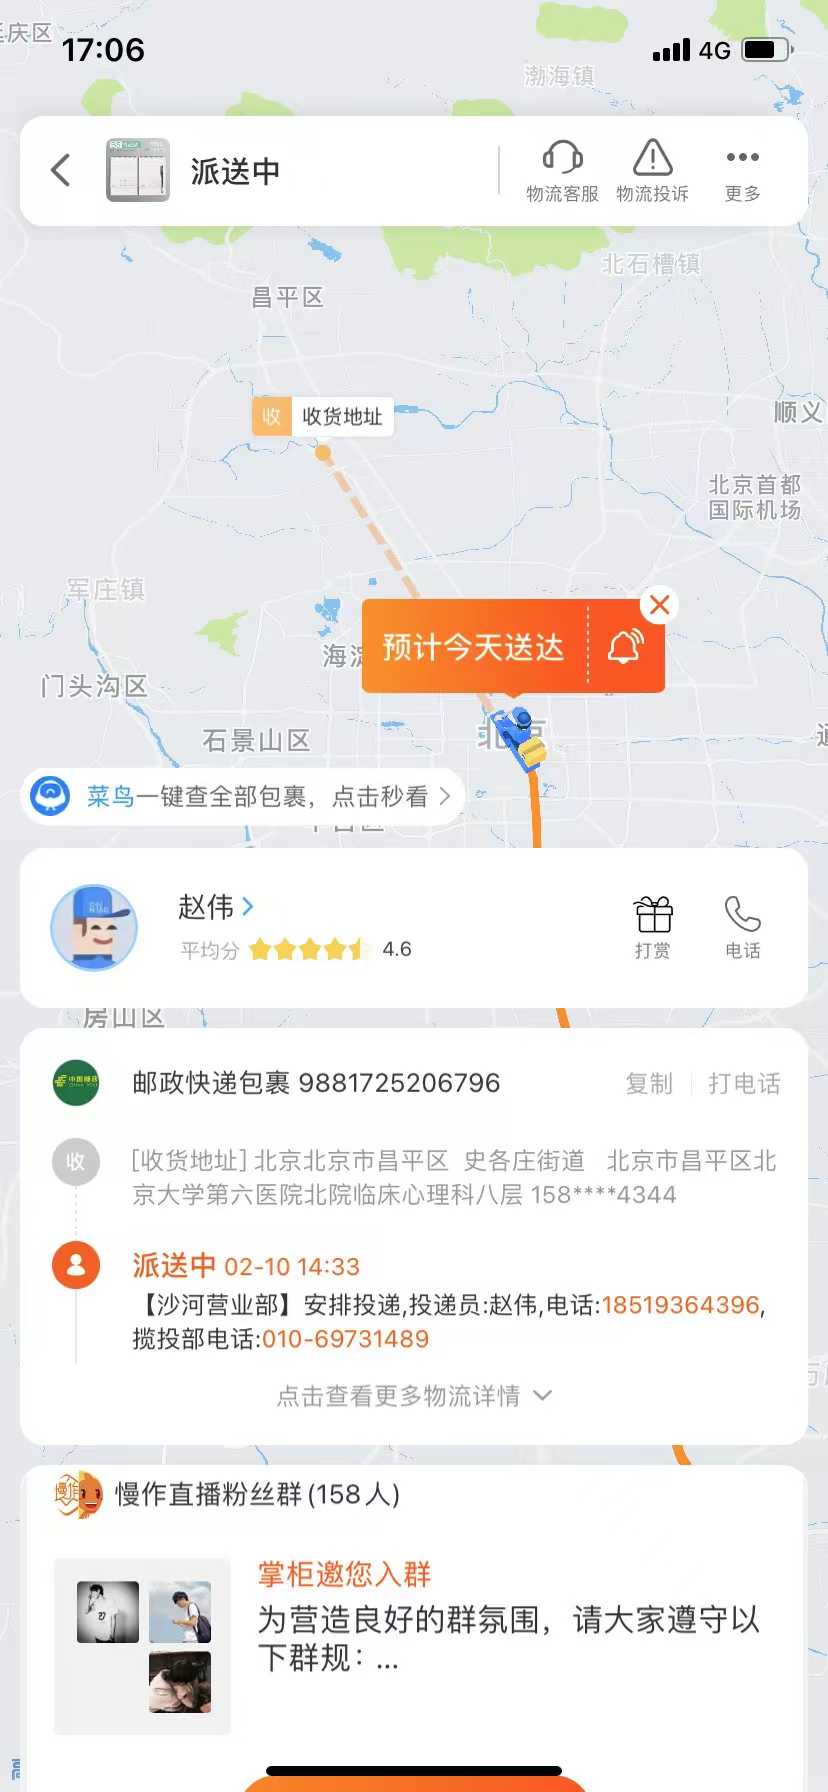 17:06
4G
渤海镇
派送中
物流客服
物流投诉
更多
北石槽镇
昌平区
收
收货地址
顺义
北京首都
国际机场
军庄镇
预计今天送达
门头沟区
石景山区
菜鸟一键查全部包裹，点击秒看
赵伟
平均分
4.6
打赏
电话
房山区
邮政快递包裹 9881725206796
复制
打电话
收
[收货地址] 北京北京市昌平区 史各庄街道 北京市昌平区北
京大学第六医院北院临床心理科八层 158****4344
派送中 02-10 14:33
【沙河营业部】安排投递,投递员:赵伟,电话:18519364396,
揽投部电话:010-69731489
点击查看更多物流详情
慢作直播粉丝群(158人)
掌柜邀您入群
为营造良好的群氛围，请大家遵守以
下群规：...